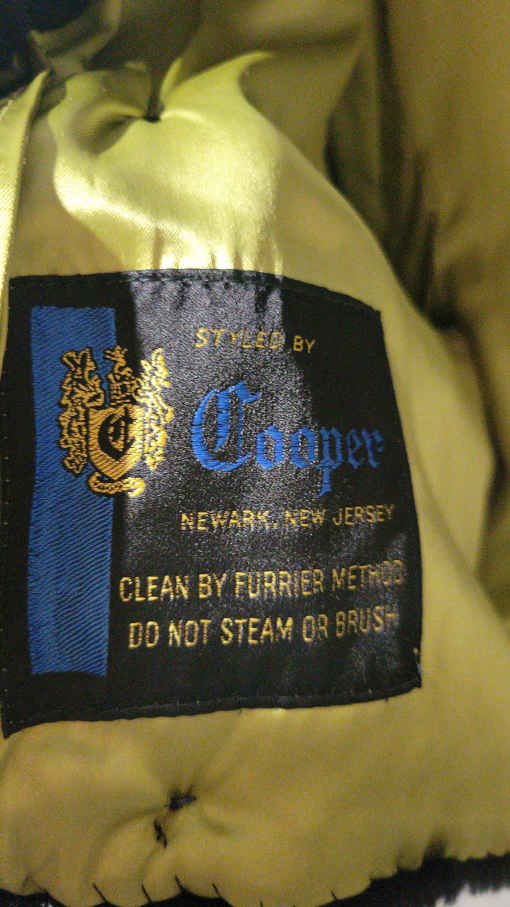 STYLED BY
C
Cooper
NEWARK, NEW JERSEY
CLEAN BY FURRIER METHOD
DO NOT STEAM OR BRUSH